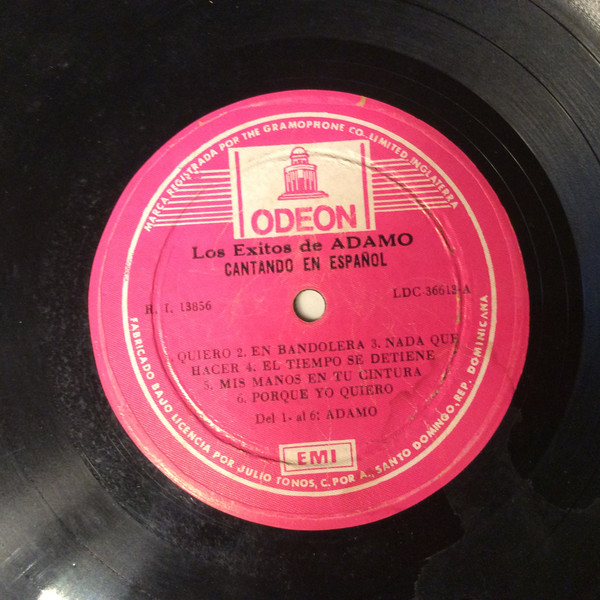 MARCA REGISTRADA POR THE GRAMOPHONE CO. LIMITED, INGLATERRA
ODEON
Los Exitos de ADAMO
CANTANDO EN ESPAÑOL
R. I. 13856
LDC-36613-A
QUIERO 2. EN BANDOLERA 3. NADA QUE
HACER 4. EL TIEMPO SE DETIENE
5. MIS MANOS EN TU CINTURA
6. PORQUE YO QUIERO
Del 1- al 6: ADAMO
EMI
FABRICADO BAJO LICENCIA POR JULIO TONOS, C. POR A., SANTO DOMINGO, REP. DOMINICANA